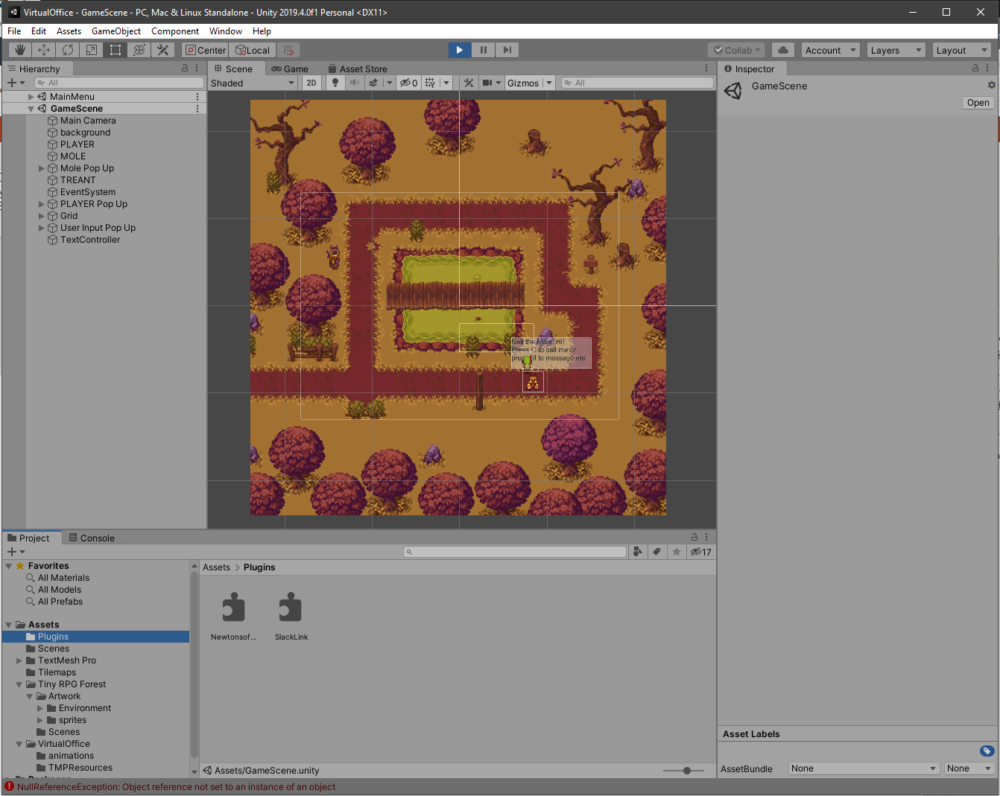 VirtualOffice - GameScene - PC, Mac & Linux Standalone - Unity 2019.4.0f1 Personal <DX11>
File Edit Assets GameObject Component Window Help
Center Local Collab Account Layers Layout
Hierarchy
All
MainMenu
GameScene
Main Camera
background
PLAYER
MOLE
Mole Pop Up
TREANT
EventSystem
PLAYER Pop Up
Grid
User Input Pop Up
TextController
Scene Game Asset Store
Shaded 2D 0 Gizmos All
Neil the Mole: Hi!
Press C to call me or
press M to message me
Inspector
GameScene
Open
Project Console
17
Favorites
All Materials
All Models
All Prefabs
Assets
Plugins
Scenes
TextMesh Pro
Tilemaps
Tiny RPG Forest
Artwork
Environment
sprites
Scenes
VirtualOffice
animations
TMPResources
Assets > Plugins
Newtonsof... SlackLink
Assets/GameScene.unity
Asset Labels
AssetBundle None None
NullReferenceException: Object reference not set to an instance of an object